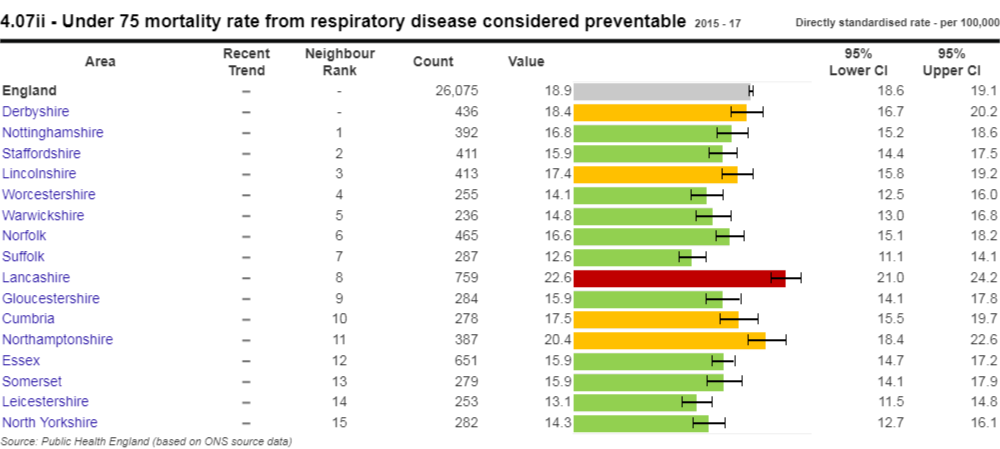 4.07ii - Under 75 mortality rate from respiratory disease considered preventable 2015 - 17 Directly standardised rate - per 100,000
Area Recent Trend Neighbour Rank Count Value 95% Lower CI 95% Upper CI
England – - 26,075 18.9 18.6 19.1
Derbyshire – - 436 18.4 16.7 20.2
Nottinghamshire – 1 392 16.8 15.2 18.6
Staffordshire – 2 411 15.9 14.4 17.5
Lincolnshire – 3 413 17.4 15.8 19.2
Worcestershire – 4 255 14.1 12.5 16.0
Warwickshire – 5 236 14.8 13.0 16.8
Norfolk – 6 465 16.6 15.1 18.2
Suffolk – 7 287 12.6 11.1 14.1
Lancashire – 8 759 22.6 21.0 24.2
Gloucestershire – 9 284 15.9 14.1 17.8
Cumbria – 10 278 17.5 15.5 19.7
Northamptonshire – 11 387 20.4 18.4 22.6
Essex – 12 651 15.9 14.7 17.2
Somerset – 13 279 15.9 14.1 17.9
Leicestershire – 14 253 13.1 11.5 14.8
North Yorkshire – 15 282 14.3 12.7 16.1
Source: Public Health England (based on ONS source data)